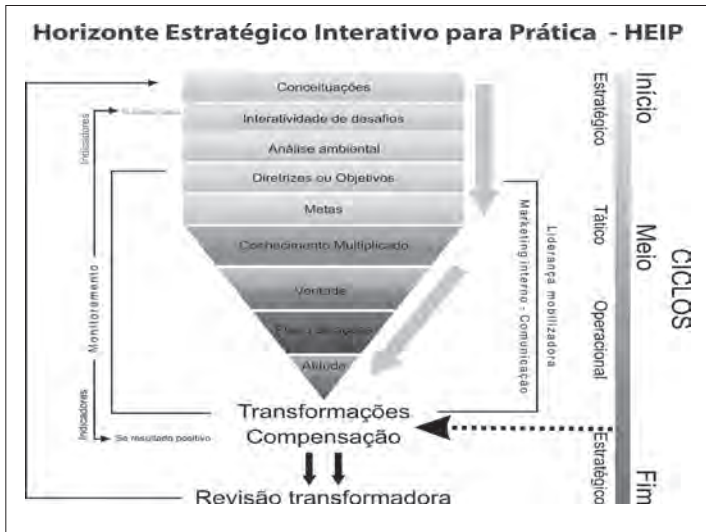 Horizonte Estratégico Interativo para Prática - HEIP
Conceituações
Interatividade de desafios
Análise ambiental
Diretrizes ou Objetivos
Metas
Conhecimento Multiplicado
Vontade
Atitude
Transformações
Compensação
Revisão transformadora
Indicadores
Monitoramento
Indicadores
Se resultado positivo
Marketing interno - Comunicação
Liderança mobilizadora
Estratégico
Tático
Operacional
Estratégico
Início
Meio
Fim
CICLOS